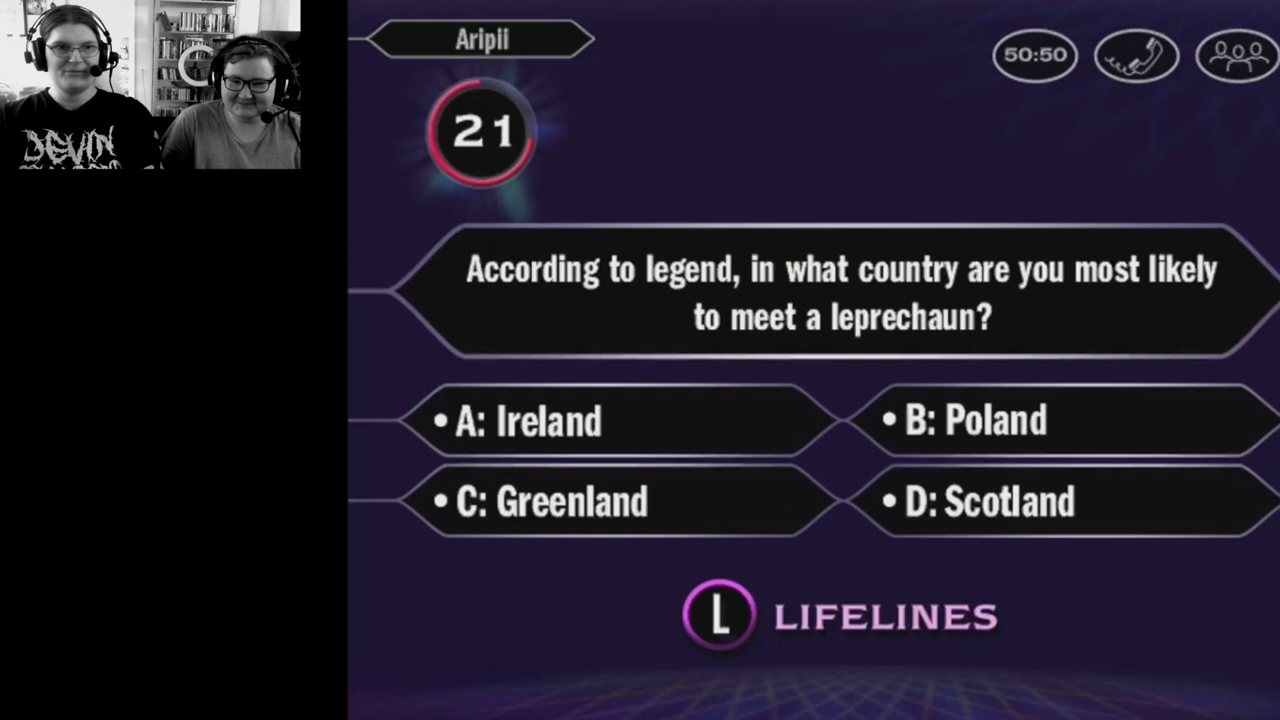 Aripii
50:50
21
DEVIN
According to legend, in what country are you most likely
to meet a leprechaun?
• A: Ireland
• B: Poland
• C: Greenland
• D: Scotland
L LIFELINES